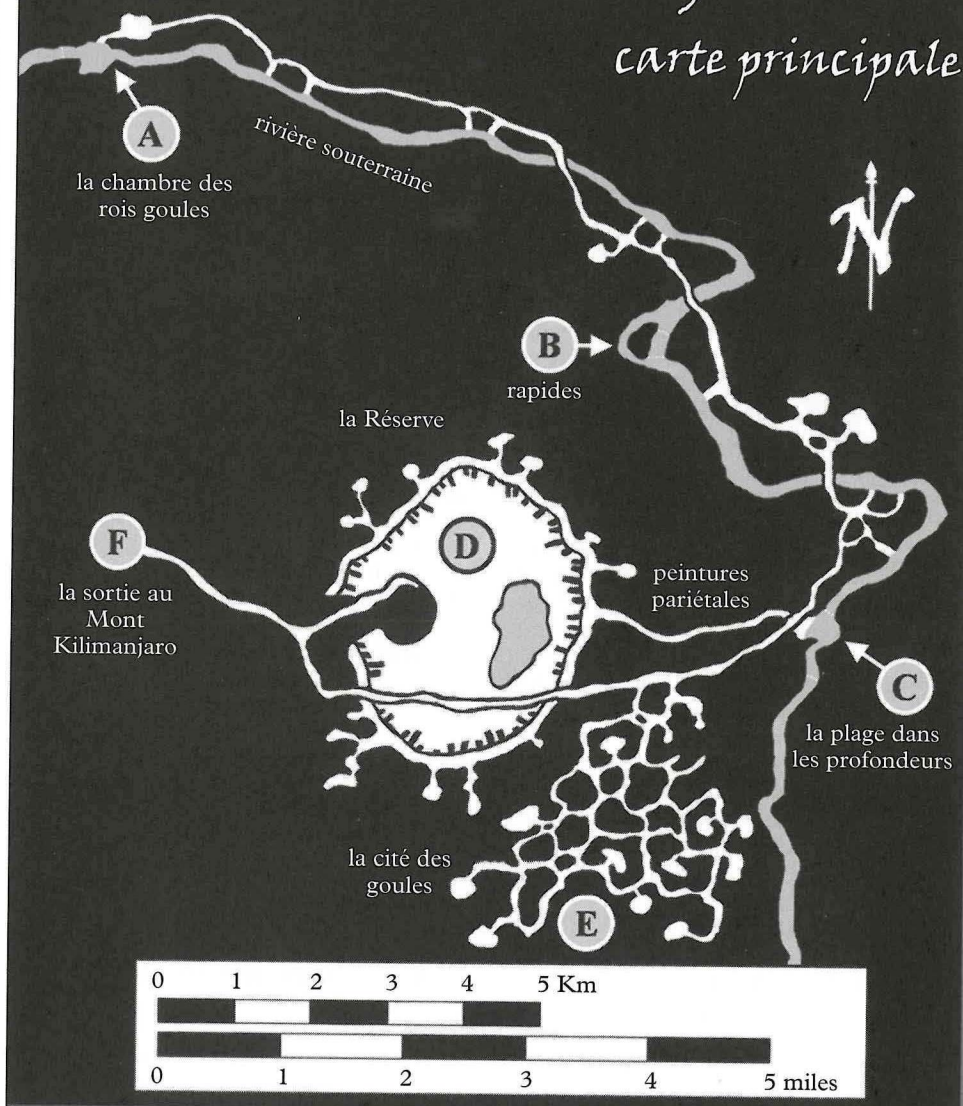 carte principale
A
la chambre des
rois goules
rivière souterraine
N
B
rapides
la Réserve
D
F
la sortie au
Mont
Kilimanjaro
peintures
pariétales
C
la plage dans
les profondeurs
la cité des
goules
E
0 1 2 3 4 5 Km
0 1 2 3 4 5 miles